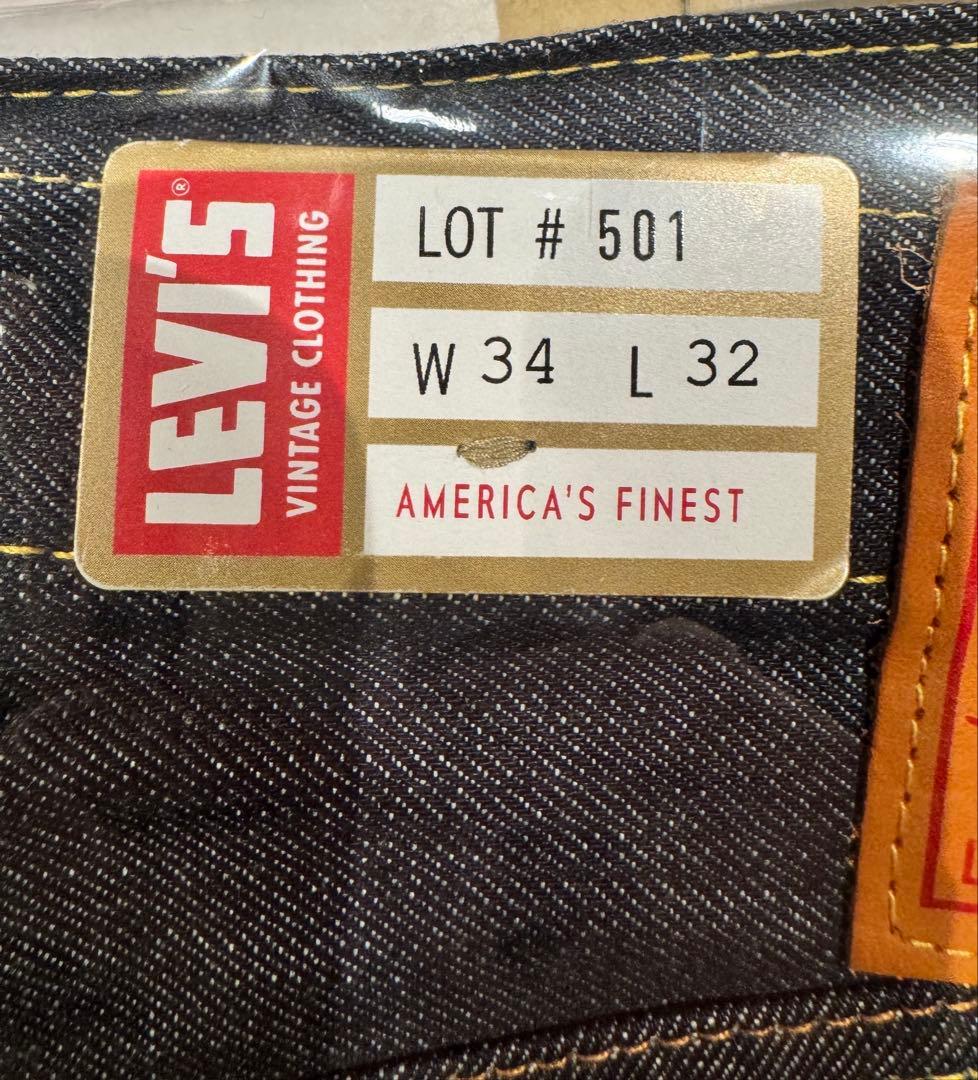 LEVI'S®
VINTAGE CLOTHING
LOT # 501
W 34 L 32
AMERICA'S FINEST